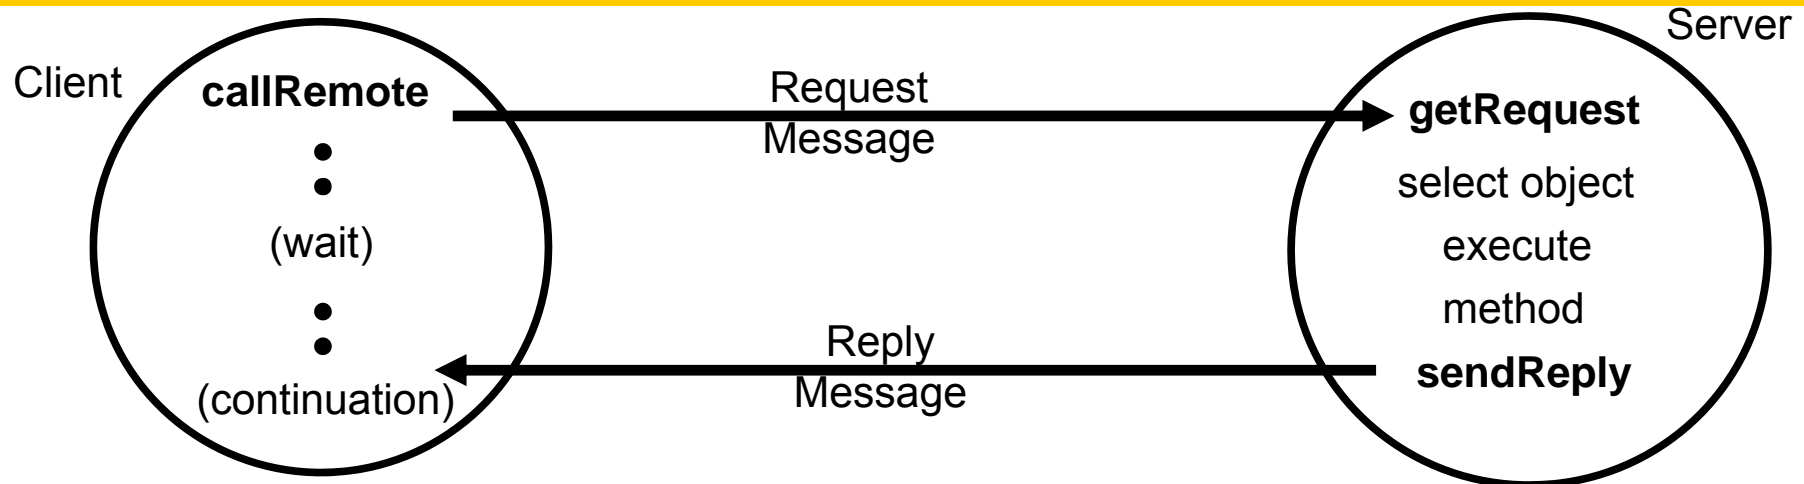 Client
callRemote
•
•
(wait)
•
•
(continuation)
Request
Message
Reply
Message
Server
getRequest
select object
execute
method
sendReply